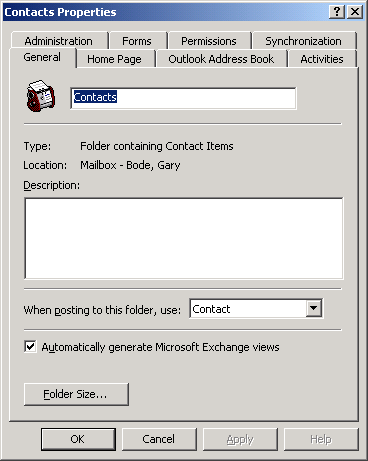 Contacts Properties
Administration Forms Permissions Synchronization
General Home Page Outlook Address Book Activities
Contacts
Type: Folder containing Contact Items
Location: Mailbox - Bode, Gary
Description:
When posting to this folder, use: Contact
Automatically generate Microsoft Exchange views
Folder Size...
OK Cancel Apply Help